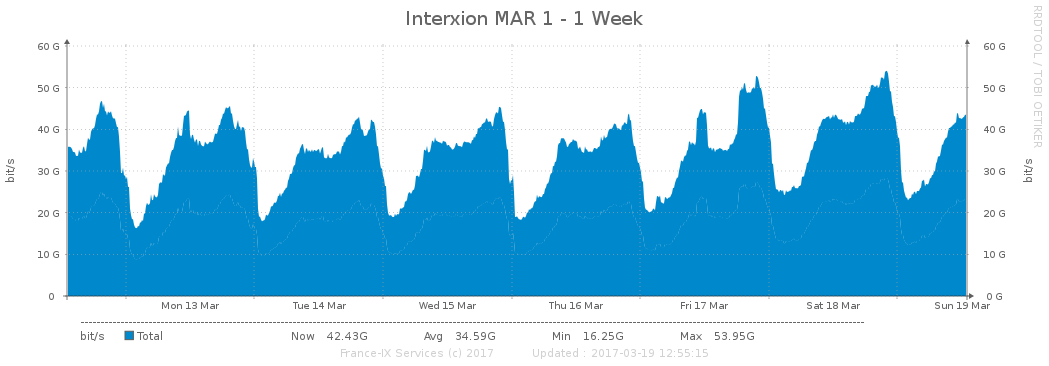 Interxion MAR 1 - 1 Week
RRDTOOL / TOBI OETIKER
bit/s
60 G
50 G
40 G
30 G
20 G
10 G
0
60 G
50 G
40 G
30 G
20 G
10 G
0 G
bit/s
Mon 13 Mar Tue 14 Mar Wed 15 Mar Thu 16 Mar Fri 17 Mar Sat 18 Mar Sun 19 Mar
bit/s Total Now 42.43G Avg 34.59G Min 16.25G Max 53.95G
France-IX Services (c) 2017 Updated : 2017-03-19 12:55:15